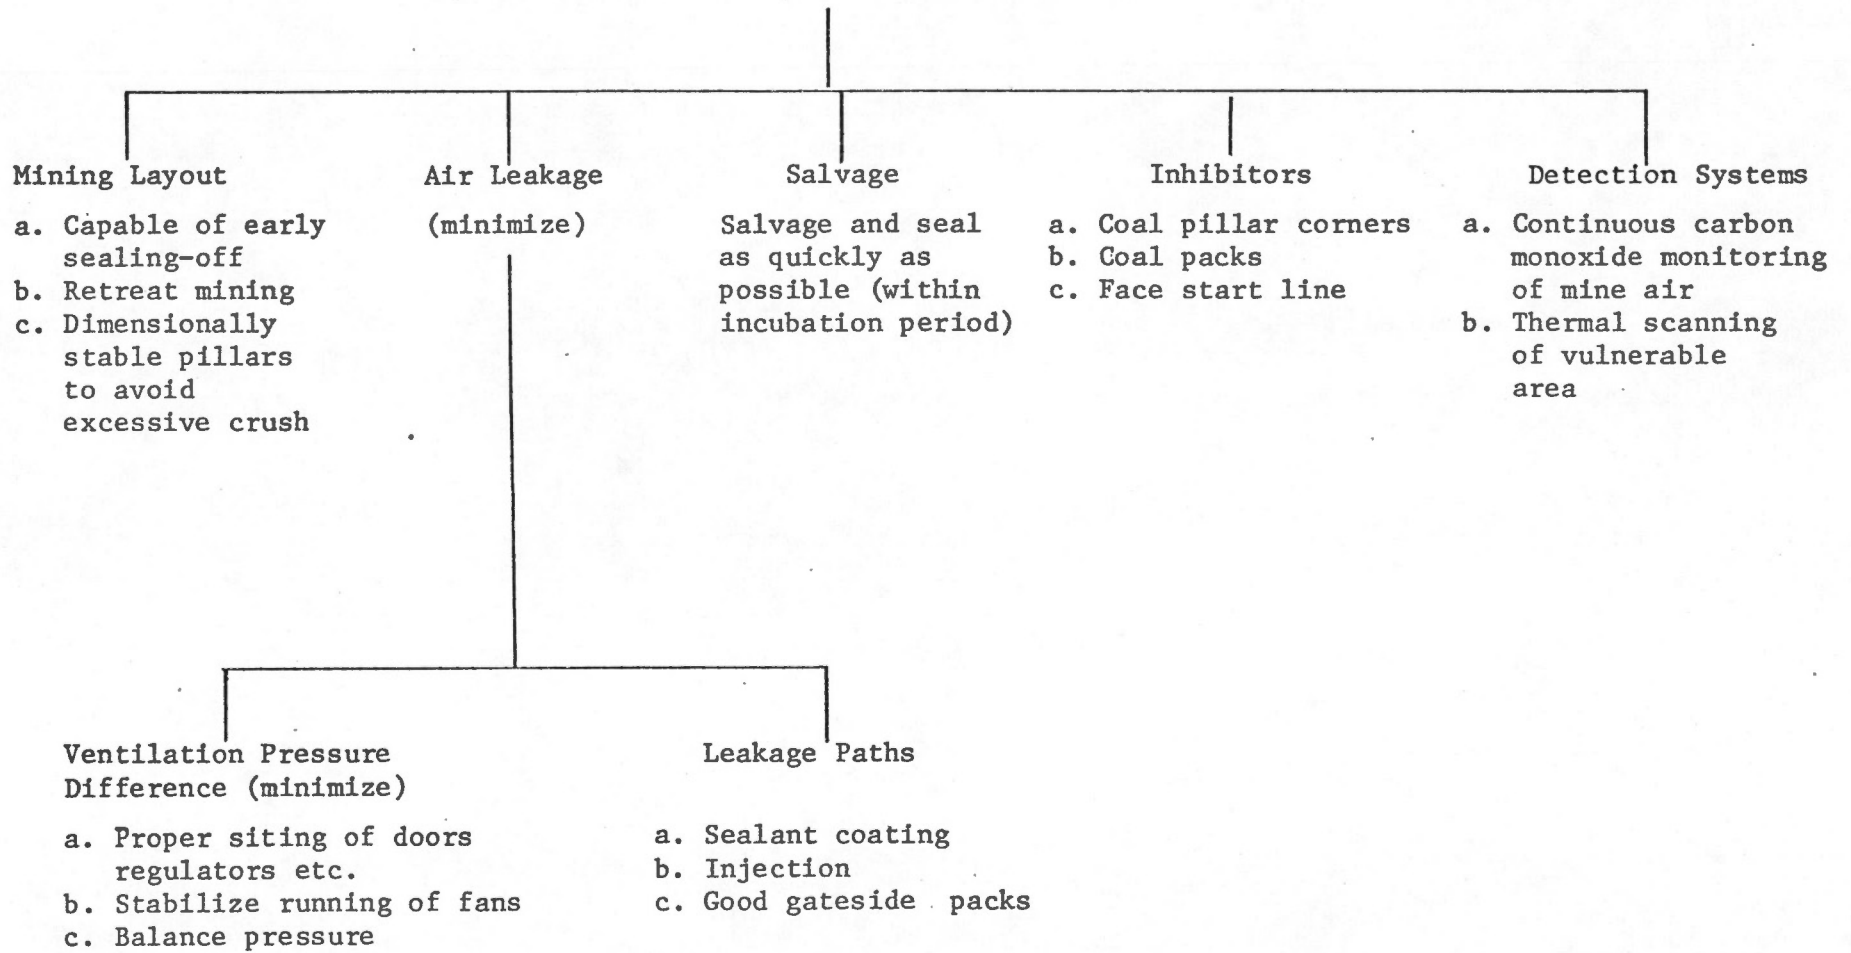 Mining Layout
a. Capable of early
sealing-off
b. Retreat mining
c. Dimensionally
stable pillars
to avoid
excessive crush
Air Leakage
(minimize)
Salvage
Salvage and seal
as quickly as
possible (within
incubation period)
Inhibitors
a. Coal pillar corners
b. Coal packs
c. Face start line
Detection Systems
a. Continuous carbon
monoxide monitoring
of mine air
b. Thermal scanning
of vulnerable
area
Ventilation Pressure
Difference (minimize)
a. Proper siting of doors
regulators etc.
b. Stabilize running of fans
c. Balance pressure
Leakage Paths
a. Sealant coating
b. Injection
c. Good gateside packs